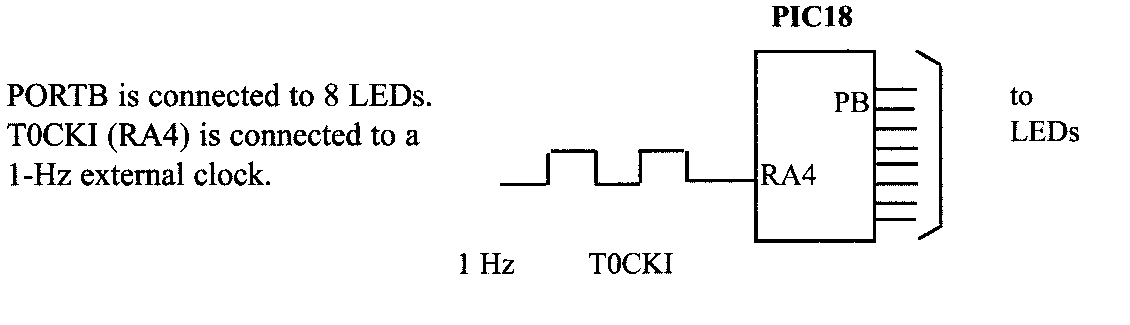 PIC18
PORTB is connected to 8 LEDs.
T0CKI (RA4) is connected to a
1-Hz external clock.
PB
RA4
to
LEDs
1 Hz T0CKI